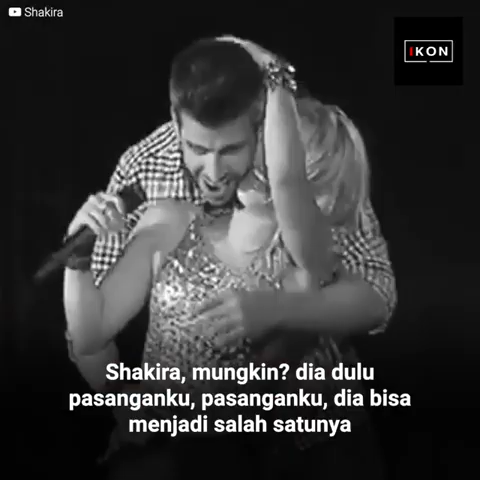 Shakira
IKON
Shakira, mungkin? dia dulu
pasanganku, pasanganku, dia bisa
menjadi salah satunya